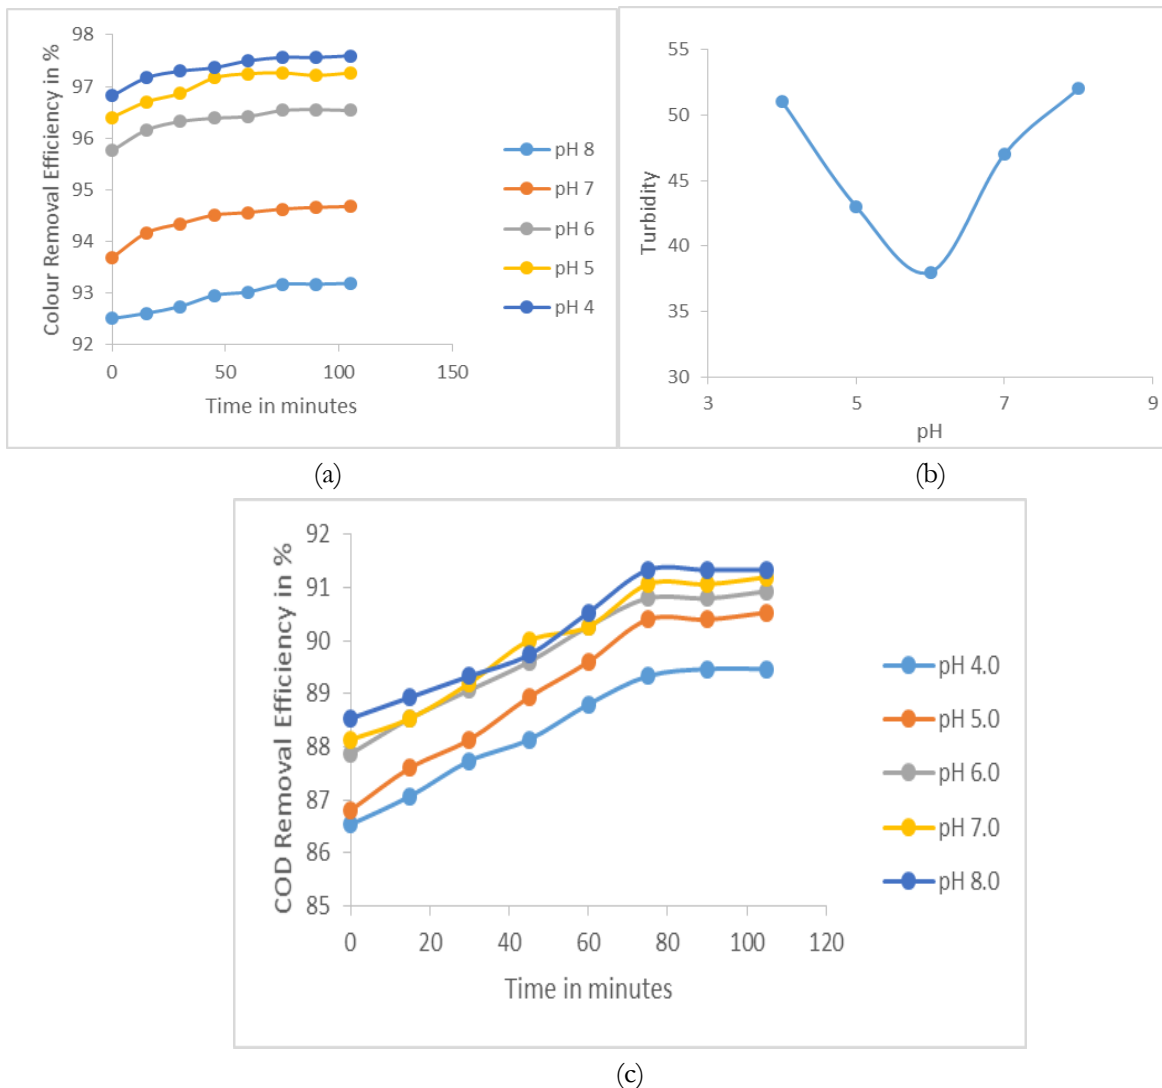 Colour Removal Efficiency in %
98
97
96
95
94
93
92
0
50
100
150
Time in minutes
pH 8
pH 7
pH 6
pH 5
pH 4
(a)
Turbidity
55
50
45
40
35
30
3
5
7
9
pH
(b)
COD Removal Efficiency in %
92
91
90
89
88
87
86
85
0
20
40
60
80
100
120
Time in minutes
pH 4.0
pH 5.0
pH 6.0
pH 7.0
pH 8.0
(c)